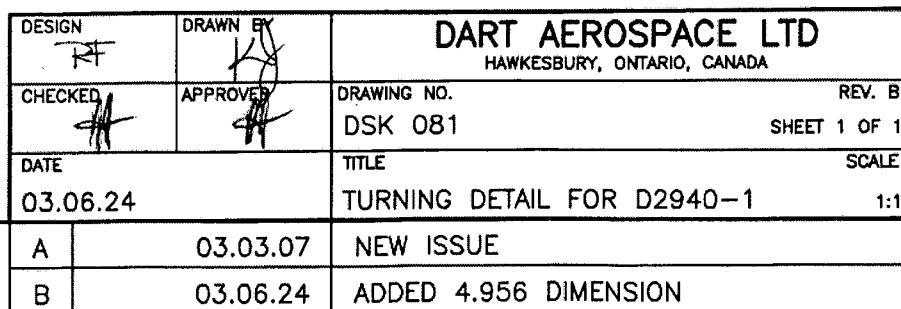 DESIGN
DRAWN BY
DART AEROSPACE LTD
HAWKESBURY, ONTARIO, CANADA
CHECKED
APPROVED
DRAWING NO.
REV. B
DSK 081
SHEET 1 OF 1
DATE
TITLE
SCALE
03.06.24
TURNING DETAIL FOR D2940-1
1:1
A
03.03.07
NEW ISSUE
B
03.06.24
ADDED 4.956 DIMENSION